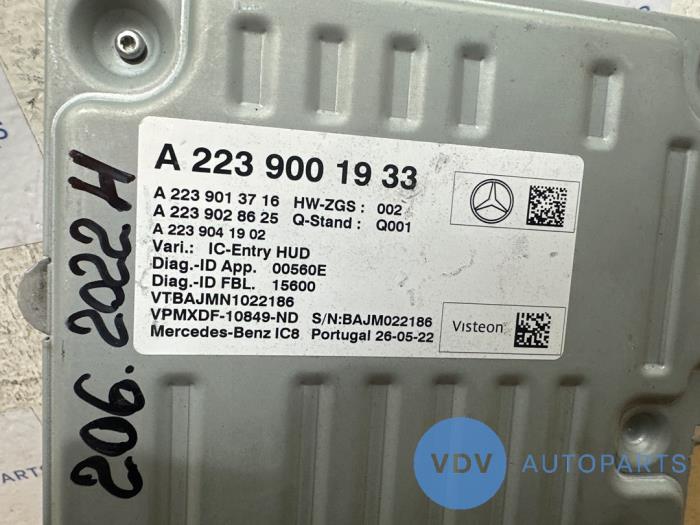 A 223 900 19 33
A 223 901 37 16 HW-ZGS : 002
A 223 902 86 25 Q-Stand : Q001
A 223 904 19 02
Vari.: IC-Entry HUD
Diag.-ID App. 00560E
Diag.-ID FBL. 15600
VTBAJMN1022186
VPMXDF-10849-ND S/N:BAJM022186
Mercedes-Benz IC8 Portugal 26-05-22
Visteon
206. 2022 H
VDV AUTOPARTS
PARTS